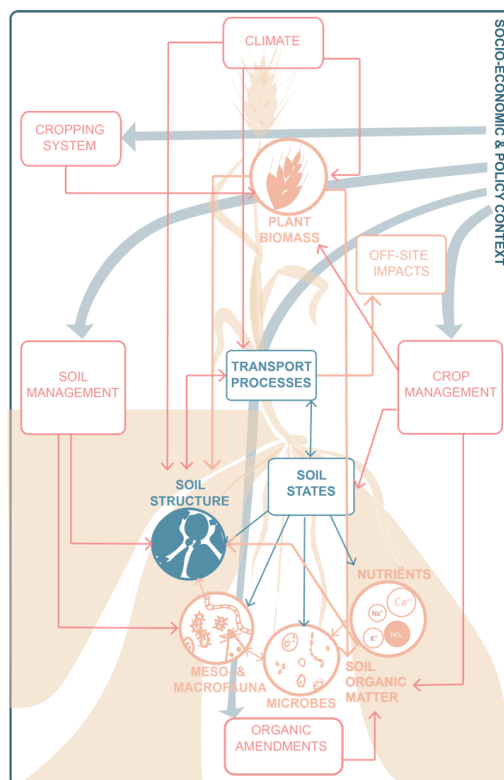 CLIMATE
SOCIO-ECONOMIC & POLICY CONTEXT
CROPPING
SYSTEM
PLANT
BIOMASS
OFF-SITE
IMPACTS
SOIL
MANAGEMENT
TRANSPORT
PROCESSES
CROP
MANAGEMENT
SOIL
STRUCTURE
SOIL
STATES
NUTRIENTS
Ca²⁺
Na⁺
K⁺
NO₃
MESO- &
MACROFAUNA
MICROBES
SOIL
ORGANIC
MATTER
ORGANIC
AMENDMENTS